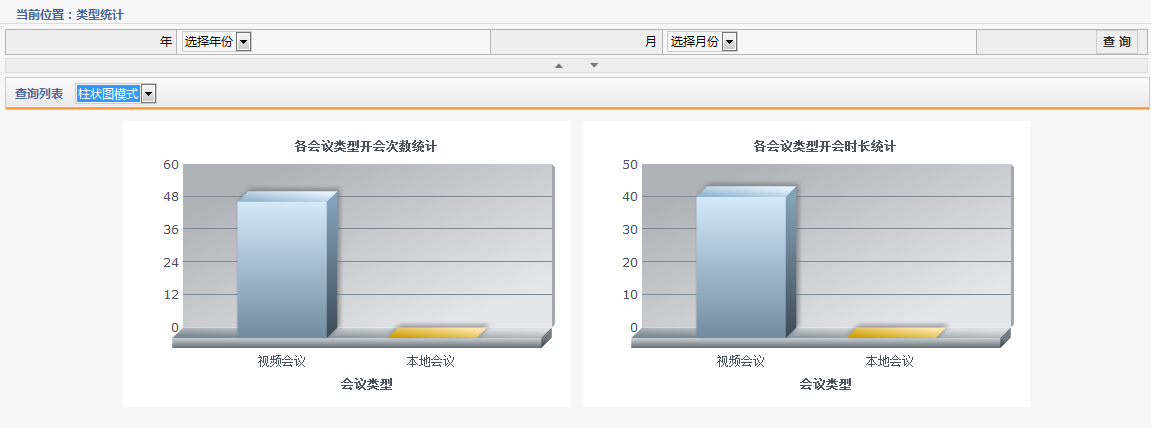 当前位置：类型统计
年 选择年份 月 选择月份 查 询
查询列表 柱状图模式
各会议类型开会次数统计
60
48
36
24
12
0
视频会议 本地会议
会议类型
各会议类型开会时长统计
50
40
30
20
10
0
视频会议 本地会议
会议类型